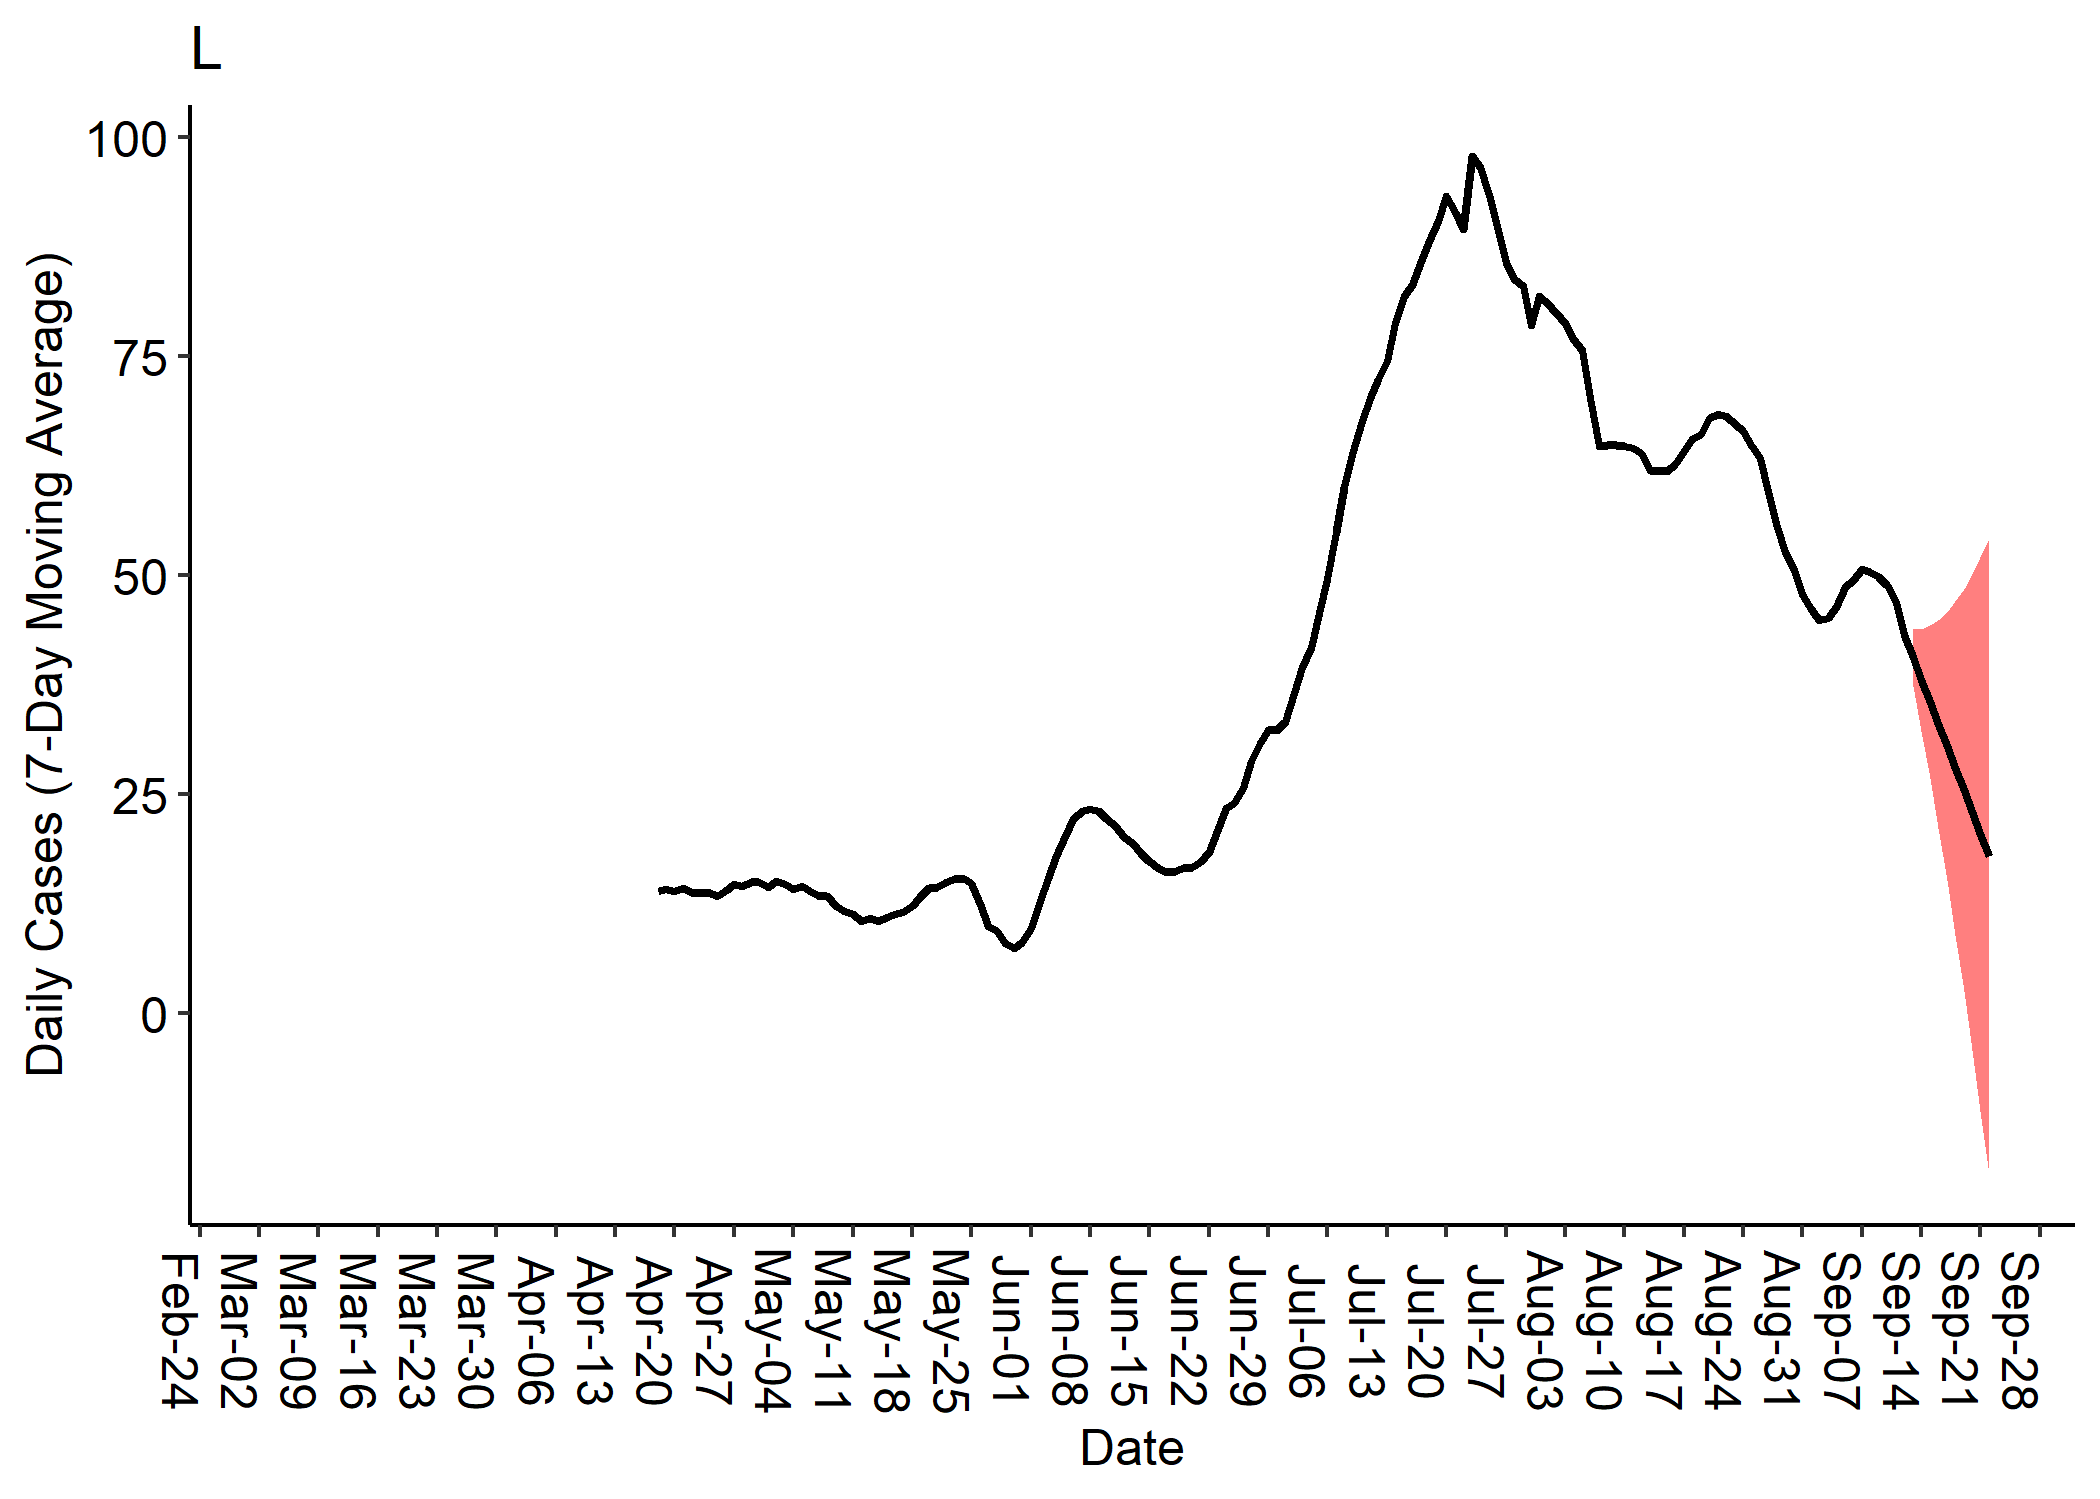 L
Daily Cases (7-Day Moving Average)
100
75
50
25
0
Feb-24
Mar-02
Mar-09
Mar-16
Mar-23
Mar-30
Apr-06
Apr-13
Apr-20
Apr-27
May-04
May-11
May-18
May-25
Jun-01
Jun-08
Jun-15
Jun-22
Jun-29
Jul-06
Jul-13
Jul-20
Jul-27
Aug-03
Aug-10
Aug-17
Aug-24
Aug-31
Sep-07
Sep-14
Sep-21
Sep-28
Date